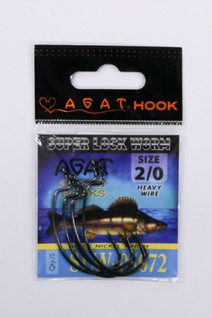 AGAT HOOK
SUPER LOCK WORM
AGAT
SIZE
2/0
HEAVY
WIRE